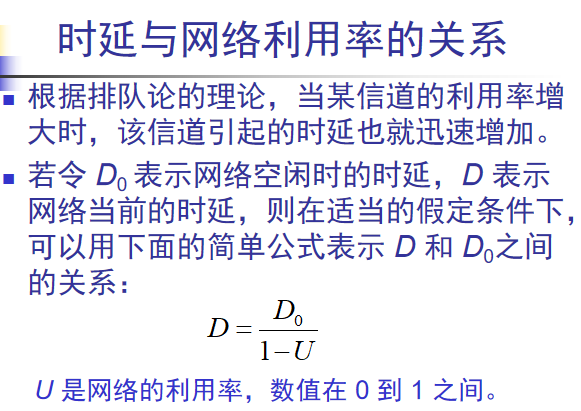 时延与网络利用率的关系
根据排队论的理论，当某信道的利用率增
大时，该信道引起的时延也就迅速增加。
若令 D₀ 表示网络空闲时的时延，D 表示
网络当前的时延，则在适当的假定条件下，
可以用下面的简单公式表示 D 和 D₀之间
的关系：
D = D₀ / (1−U)
U 是网络的利用率，数值在 0 到 1 之间。